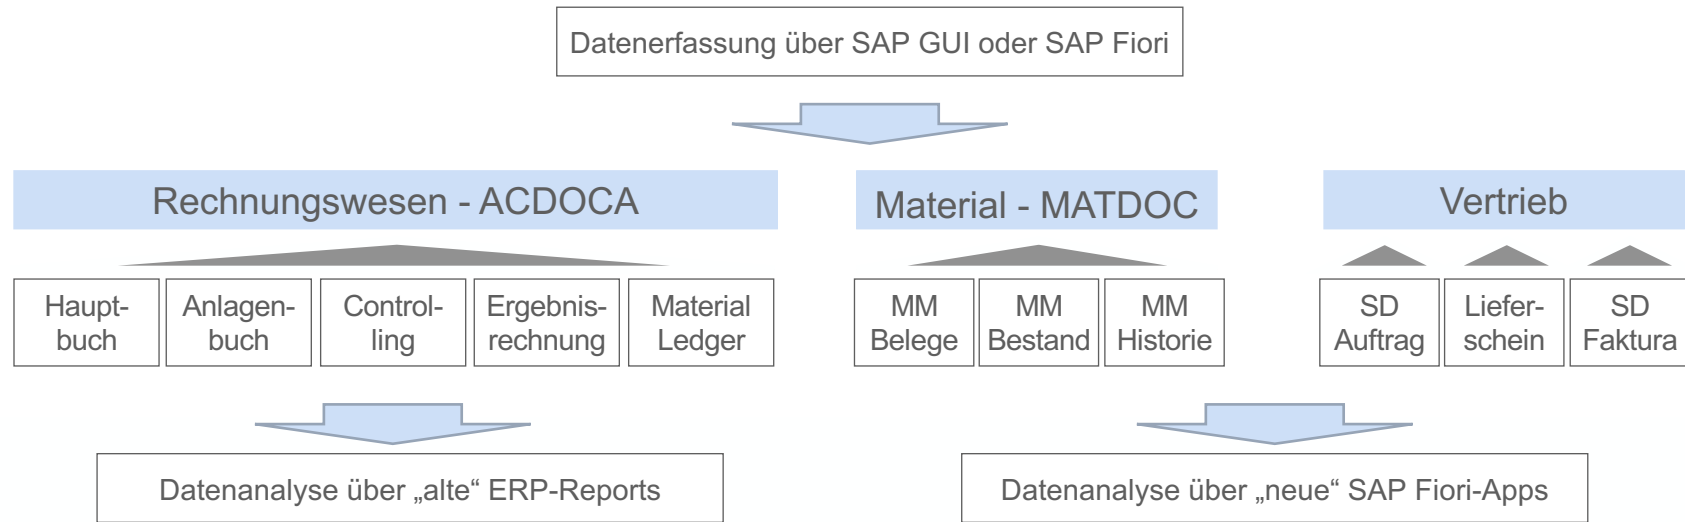 Datenerfassung über SAP GUI oder SAP Fiori
Rechnungswesen - ACDOCA
Material - MATDOC
Vertrieb
Haupt-
buch
Anlagen-
buch
Control-
ling
Ergebnis-
rechnung
Material
Ledger
MM
Belege
MM
Bestand
MM
Historie
SD
Auftrag
Liefer-
schein
SD
Faktura
Datenanalyse über „alte“ ERP-Reports
Datenanalyse über „neue“ SAP Fiori-Apps